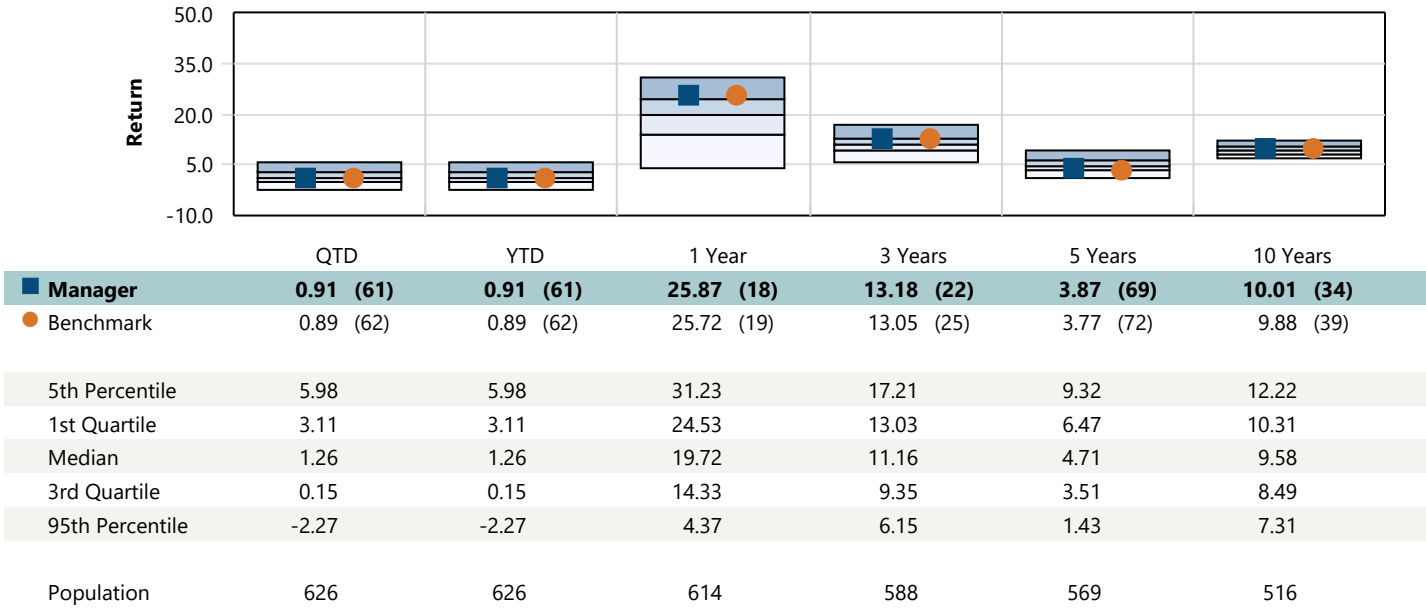 50.0
35.0
20.0
5.0
-10.0
Return
QTD YTD 1 Year 3 Years 5 Years 10 Years
Manager 0.91 (61) 0.91 (61) 25.87 (18) 13.18 (22) 3.87 (69) 10.01 (34)
Benchmark 0.89 (62) 0.89 (62) 25.72 (19) 13.05 (25) 3.77 (72) 9.88 (39)
5th Percentile 5.98 5.98 31.23 17.21 9.32 12.22
1st Quartile 3.11 3.11 24.53 13.03 6.47 10.31
Median 1.26 1.26 19.72 11.16 4.71 9.58
3rd Quartile 0.15 0.15 14.33 9.35 3.51 8.49
95th Percentile -2.27 -2.27 4.37 6.15 1.43 7.31
Population 626 626 614 588 569 516